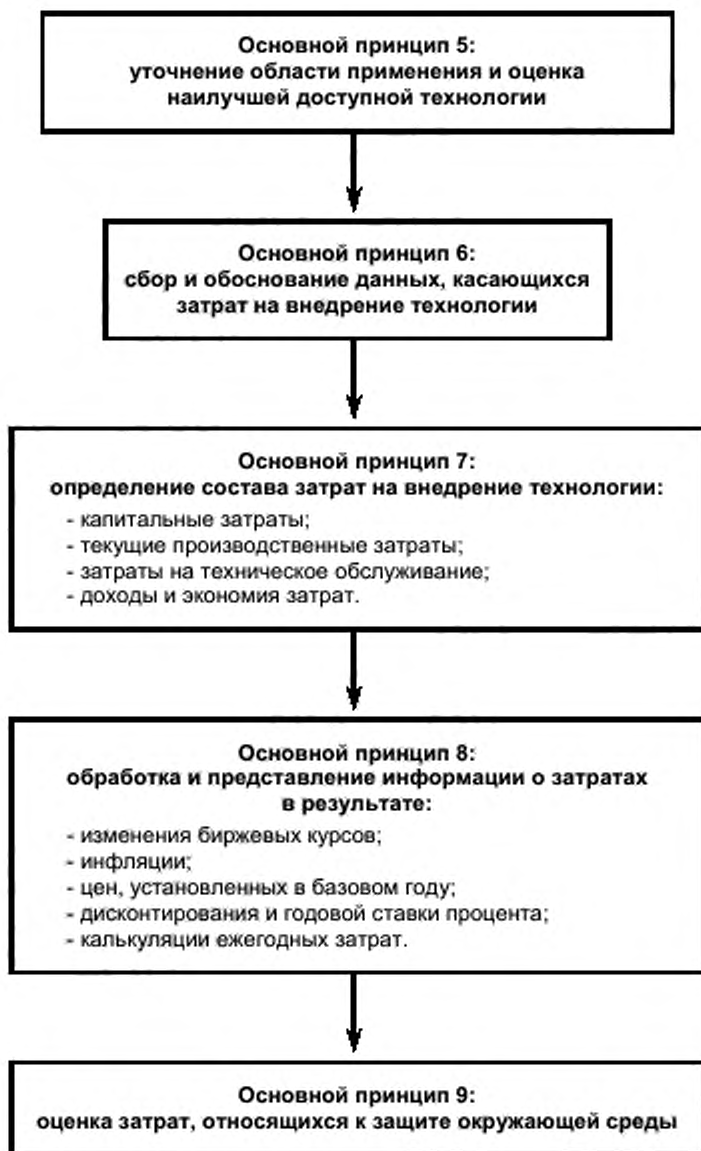 Основной принцип 5:
уточнение области применения и оценка
наилучшей доступной технологии
Основной принцип 6:
сбор и обоснование данных, касающихся
затрат на внедрение технологии
Основной принцип 7:
определение состава затрат на внедрение технологии:
- капитальные затраты;
- текущие производственные затраты;
- затраты на техническое обслуживание;
- доходы и экономия затрат.
Основной принцип 8:
обработка и представление информации о затратах
в результате:
- изменения биржевых курсов;
- инфляции;
- цен, установленных в базовом году;
- дисконтирования и годовой ставки процента;
- калькуляции ежегодных затрат.
Основной принцип 9:
оценка затрат, относящихся к защите окружающей среды